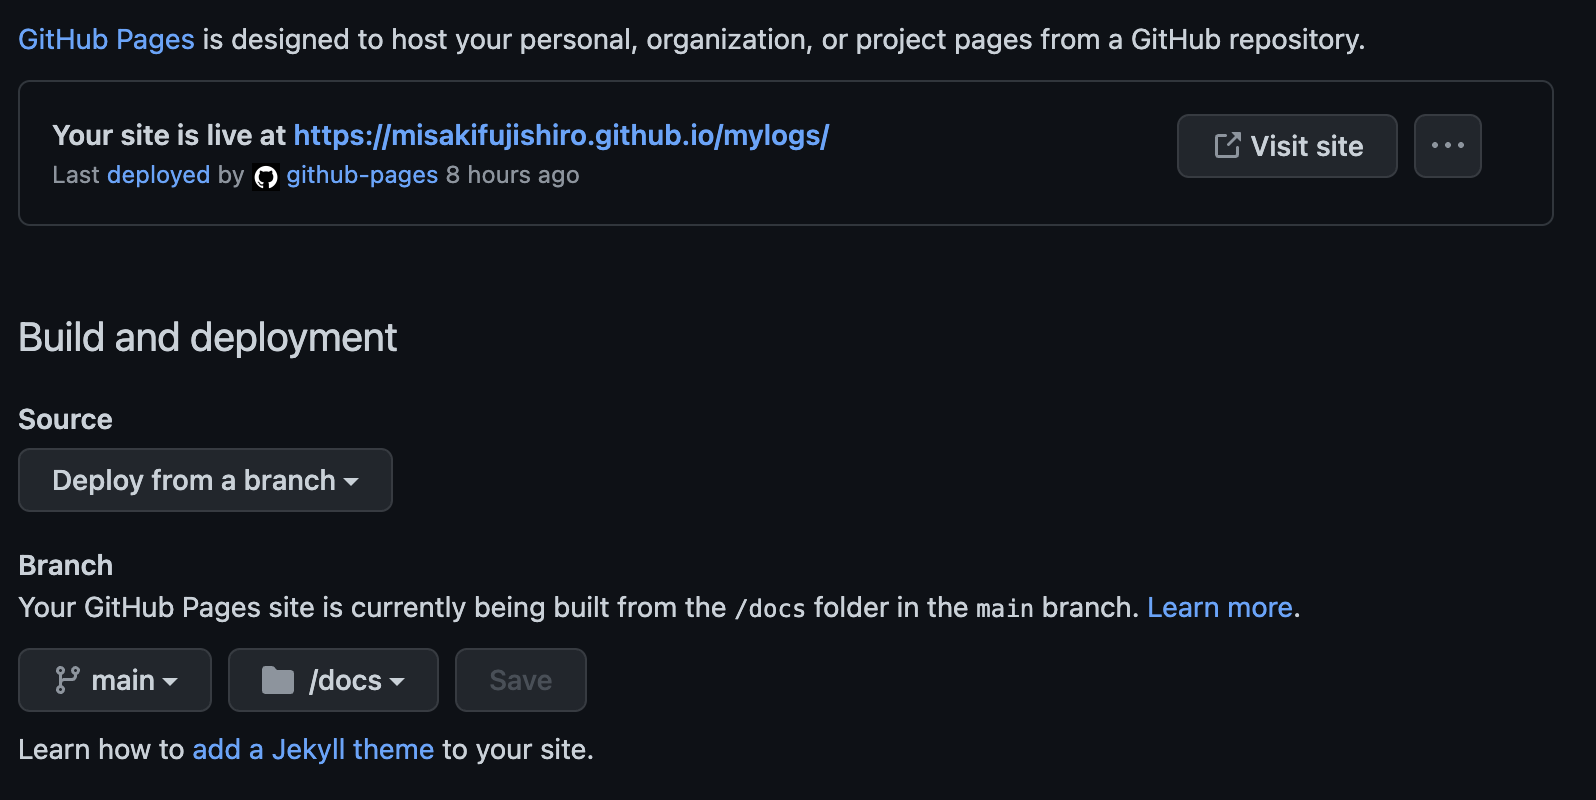 GitHub Pages is designed to host your personal, organization, or project pages from a GitHub repository.
Your site is live at https://misakifujishiro.github.io/mylogs/
Last deployed by github-pages 8 hours ago
Visit site
Build and deployment
Source
Deploy from a branch
Branch
Your GitHub Pages site is currently being built from the /docs folder in the main branch. Learn more.
main /docs Save
Learn how to add a Jekyll theme to your site.